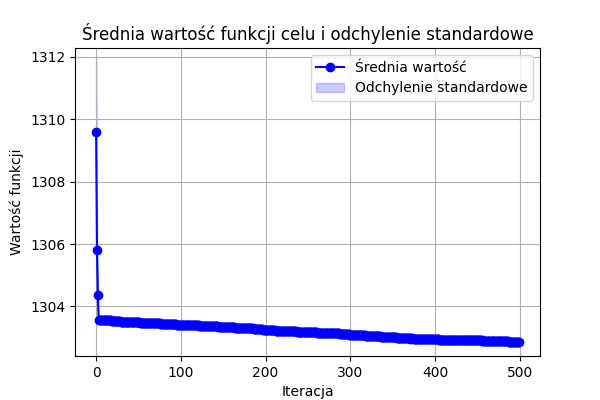 Średnia wartość funkcji celu i odchylenie standardowe
1312
1310
1308
1306
1304
Wartość funkcji
Średnia wartość
Odchylenie standardowe
0 100 200 300 400 500
Iteracja